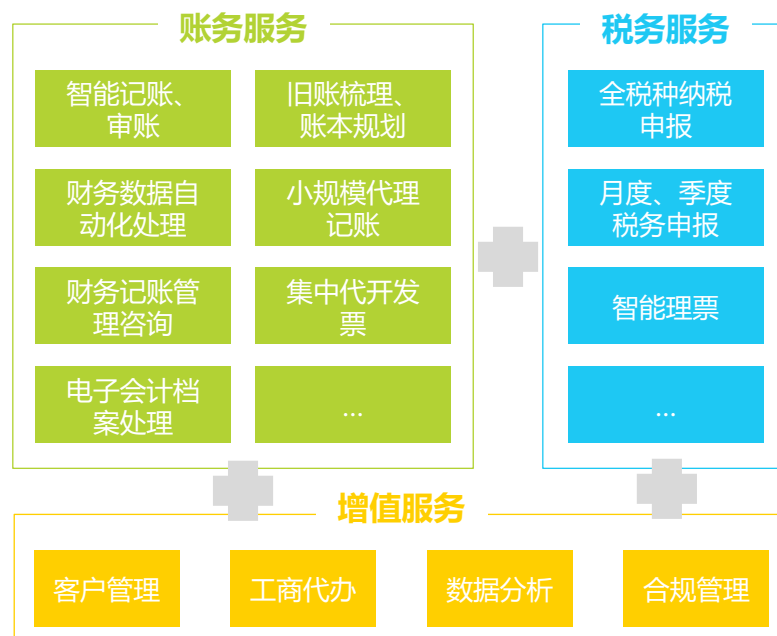 账务服务
智能记账、
审账
旧账梳理、
账本规划
财务数据自
动化处理
小规模代理
记账
财务记账管
理咨询
集中代开发
票
电子会计档
案处理
...
税务服务
全税种纳税
申报
月度、季度
税务申报
智能理票
...
增值服务
客户管理
工商代办
数据分析
合规管理